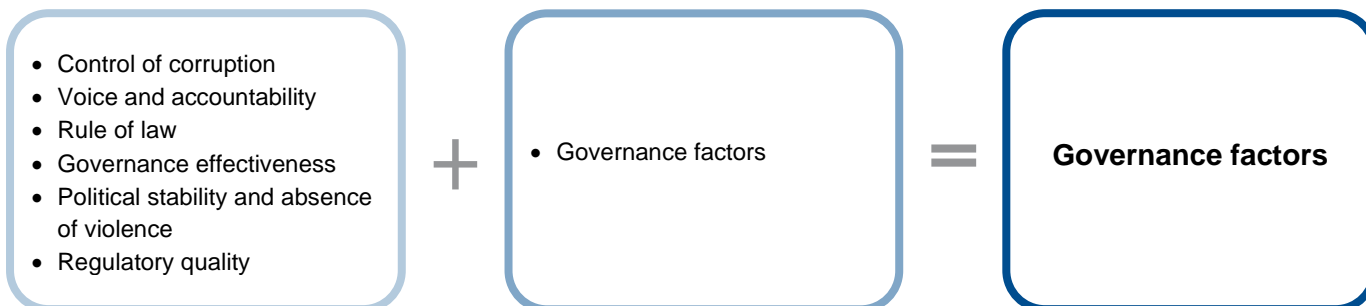 • Control of corruption
• Voice and accountability
• Rule of law
• Governance effectiveness
• Political stability and absence
of violence
• Regulatory quality
+
• Governance factors
=
Governance factors